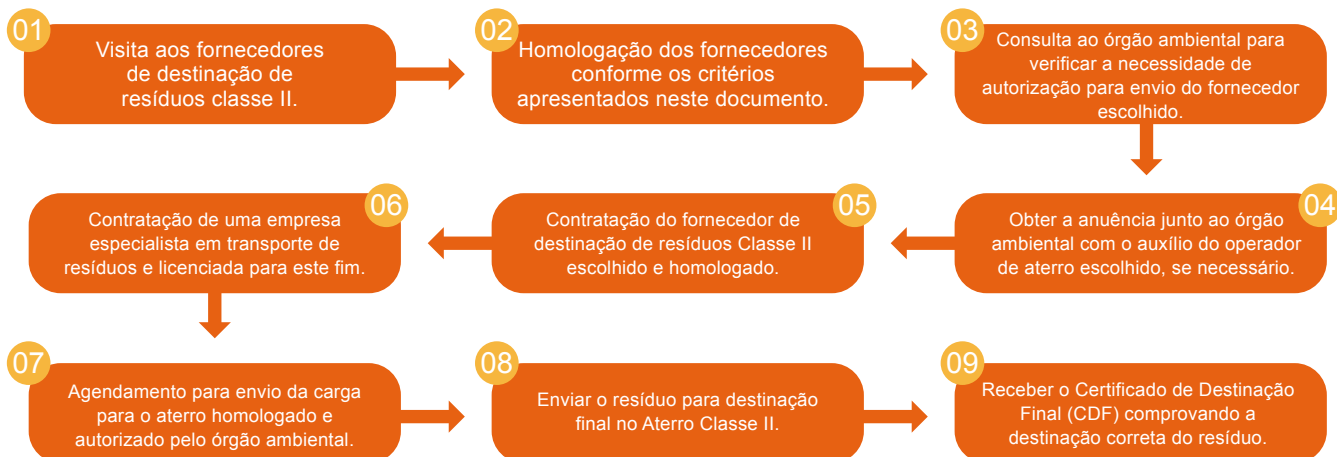 01
Visita aos fornecedores
de destinação de
resíduos classe II.
02
Homologação dos fornecedores
conforme os critérios
apresentados neste documento.
03
Consulta ao órgão ambiental para
verificar a necessidade de
autorização para envio do fornecedor
escolhido.
04
Obter a anuência junto ao órgão
ambiental com o auxílio do operador
de aterro escolhido, se necessário.
05
Contratação do fornecedor de
destinação de resíduos Classe II
escolhido e homologado.
06
Contratação de uma empresa
especialista em transporte de
resíduos e licenciada para este fim.
07
Agendamento para envio da carga
para o aterro homologado e
autorizado pelo órgão ambiental.
08
Enviar o resíduo para destinação
final no Aterro Classe II.
09
Receber o Certificado de Destinação
Final (CDF) comprovando a
destinação correta do resíduo.